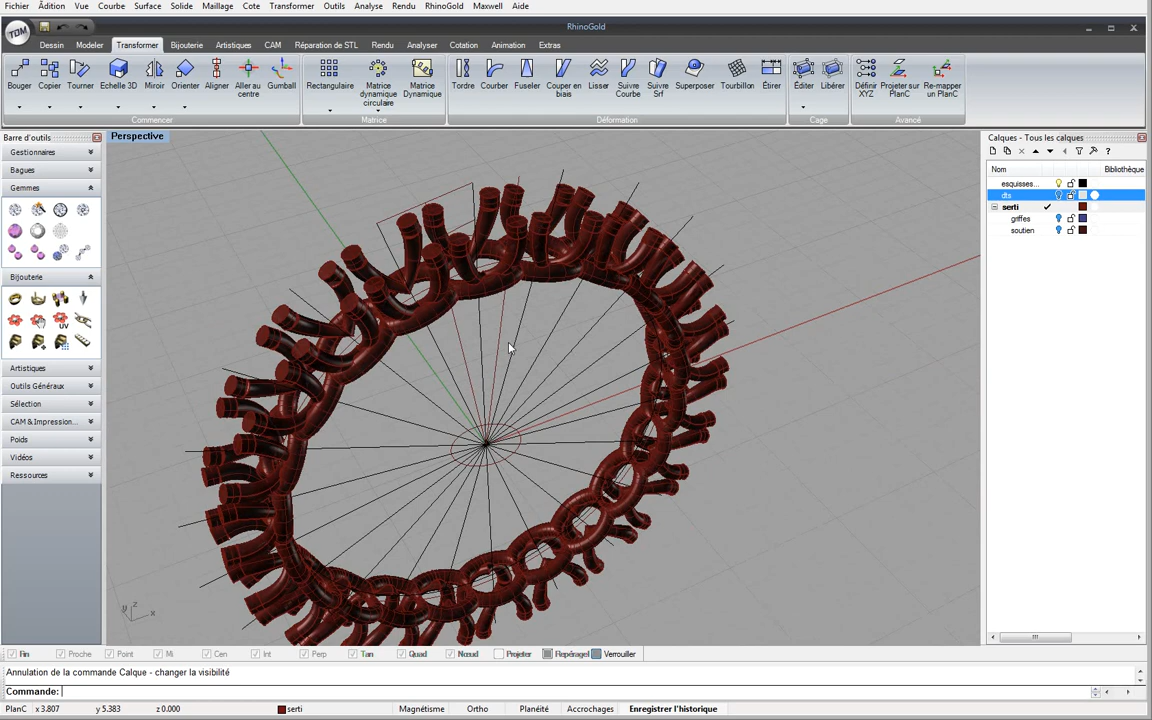 Fichier Ádition Vue Courbe Surface Solide Maillage Cote Transformer Outils Analyse Rendu RhinoGold Maxwell Aide
TDM
RhinoGold
Dessin Modeler Transformer Bijouterie Artistiques CAM Réparation de STL Rendu Analyser Cotation Animation Extras
Bouger Copier Tourner Echelle 3D Miroir Orienter Aligner Aller au centre Gumball
Rectangulaire Matrice dynamique circulaire Matrice Dynamique
Tordre Courber Fuseler Couper en biais Lisser Suivre Courbe Suivre Srf Superposer Tourbillon Étirer
Éditer Libérer
Définir XYZ Projeter sur PlanC Re-mapper un PlanC
Commencer Matrice Déformation Cage Avancé
Barre d'outils
Gestionnaires
Bagues
Gemmes
Bijouterie
UV
Artistiques
Outils Généraux
Sélection
CAM & Impression...
Poids
Vidéos
Ressources
Perspective
y z x
Calques - Tous les calques
?
Nom Bibliothèque
esquisses...
dts
serti
griffes
soutien
Fin Proche Point Mi Cen Int Perp Tan Quad Nœud Projeter Repérage Verrouiller
Annulation de la commande Calque - changer la visibilité
Commande:
PlanC x 3.807 y 5.383 z 0.000 serti Magnétisme Ortho Planéité Accrochages Enregistrer l'historique